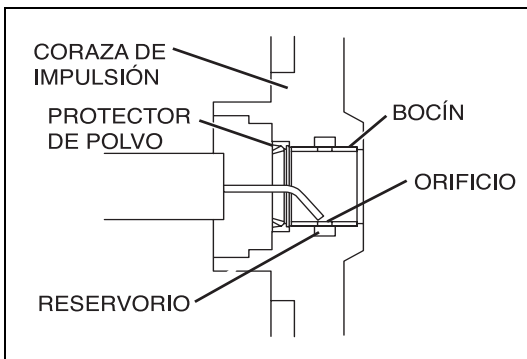 CORAZA DE
IMPULSIÓN
PROTECTOR
DE POLVO
BOCÍN
ORIFICIO
RESERVORIO